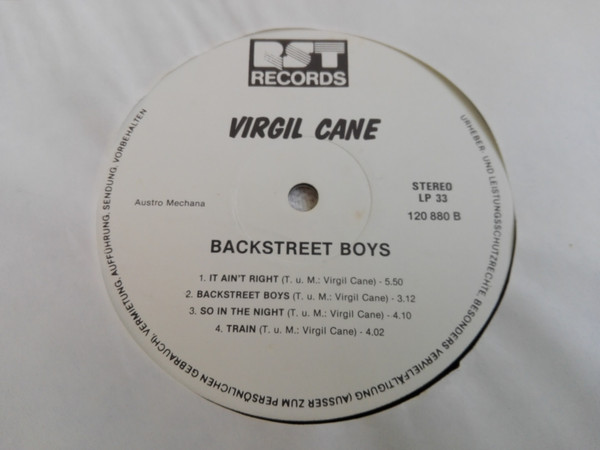 RST
RECORDS
VIRGIL CANE
Austro Mechana
STEREO
LP 33
120 880 B
BACKSTREET BOYS
1. IT AIN'T RIGHT (T. u. M.: Virgil Cane) - 5.50
2. BACKSTREET BOYS (T. u. M.: Virgil Cane) - 3.12
3. SO IN THE NIGHT (T. u. M.: Virgil Cane) - 4.10
4. TRAIN (T. u. M.: Virgil Cane) - 4.02
URHEBER- UND LEISTUNGSSCHUTZRECHTE, BESONDERS VERVIELFÄLTIGUNG (AUSSER ZUM PERSÖNLICHEN GEBRAUCH), VERMIETUNG, AUFFÜHRUNG, SENDUNG, VORBEHALTEN